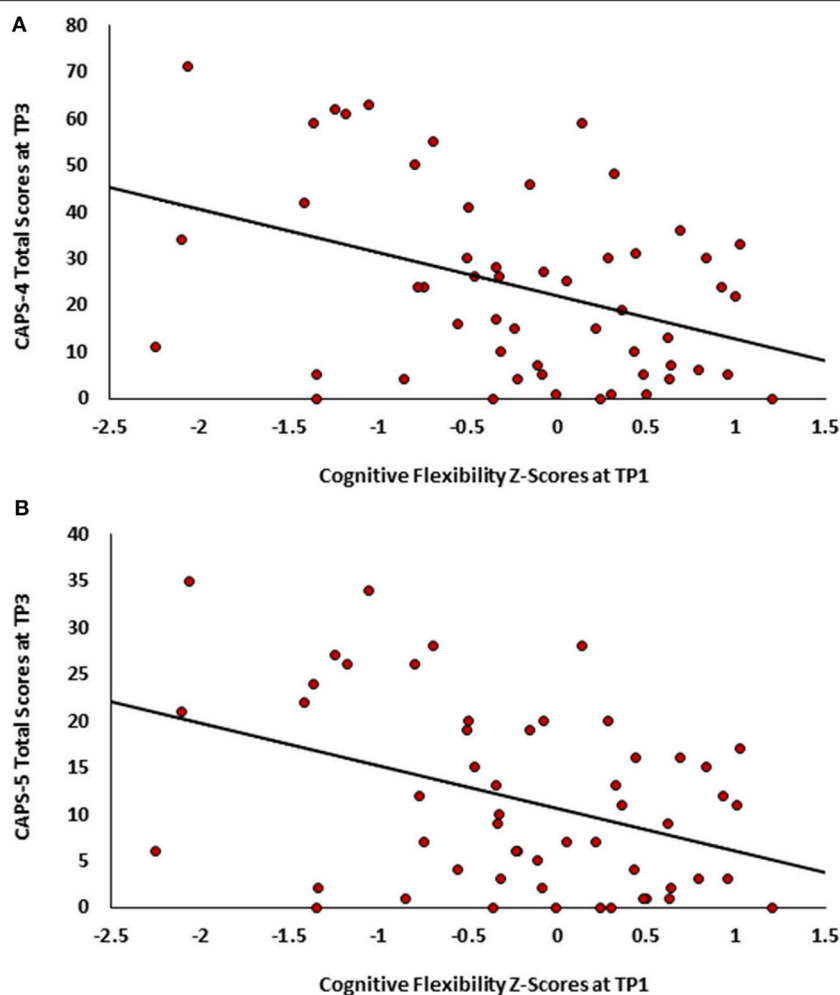 A
80
70
60
50
40
30
20
10
0
CAPS-4 Total Scores at TP3
-2.5 -2 -1.5 -1 -0.5 0 0.5 1 1.5
Cognitive Flexibility Z-Scores at TP1
B
40
35
30
25
20
15
10
5
0
CAPS-5 Total Scores at TP3
-2.5 -2 -1.5 -1 -0.5 0 0.5 1 1.5
Cognitive Flexibility Z-Scores at TP1